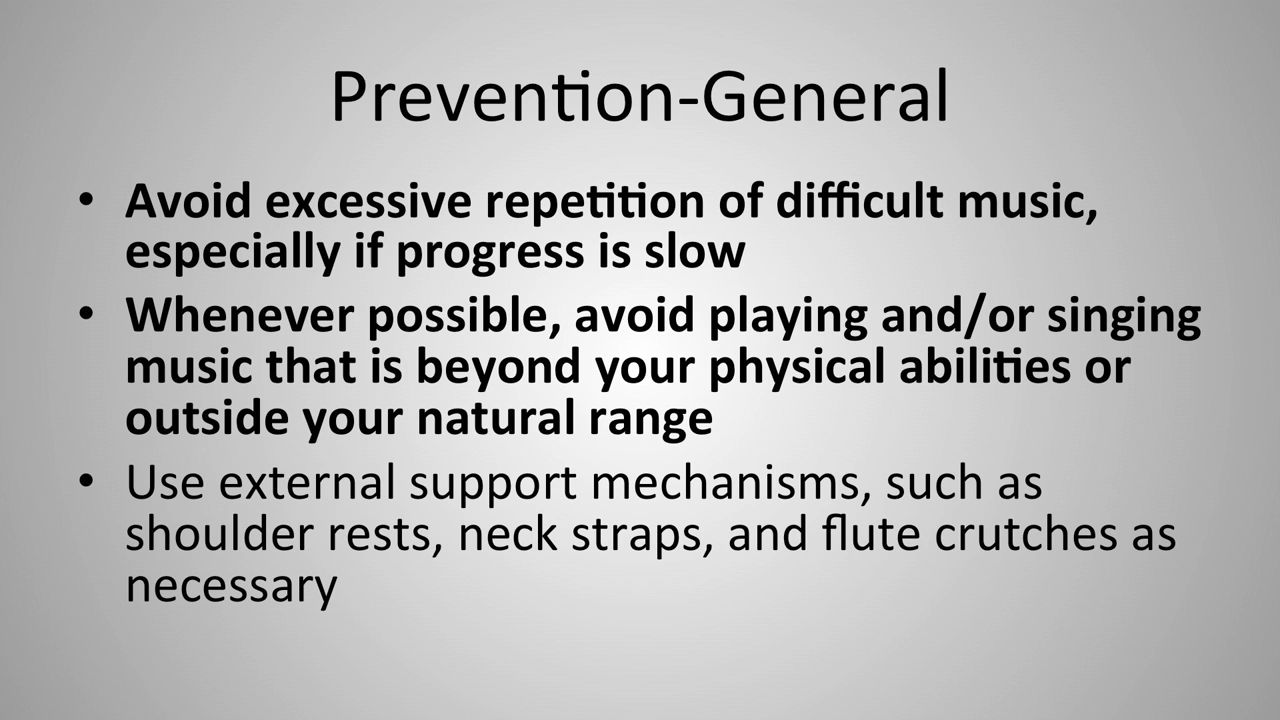 Prevention-General
• Avoid excessive repetition of difficult music,
especially if progress is slow
• Whenever possible, avoid playing and/or singing
music that is beyond your physical abilities or
outside your natural range
• Use external support mechanisms, such as
shoulder rests, neck straps, and flute crutches as
necessary